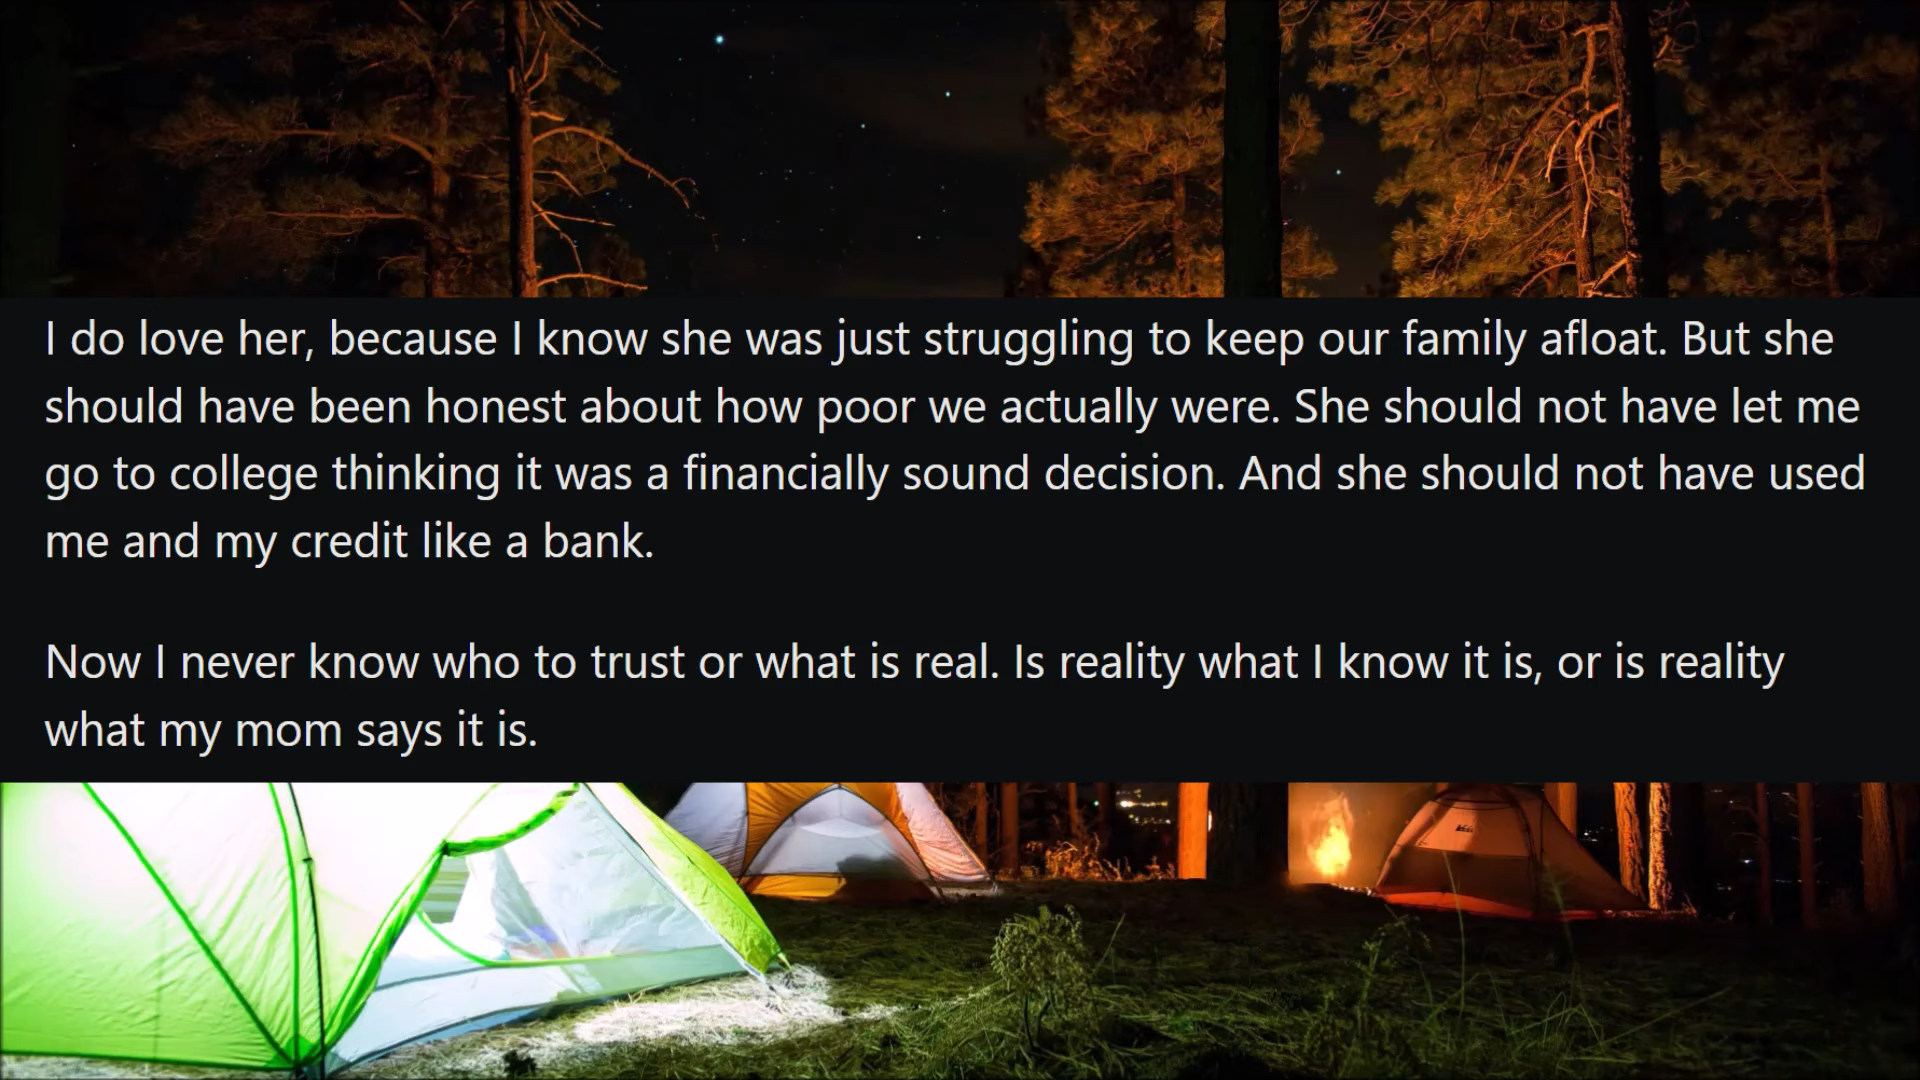 I do love her, because I know she was just struggling to keep our family afloat. But she
should have been honest about how poor we actually were. She should not have let me
go to college thinking it was a financially sound decision. And she should not have used
me and my credit like a bank.
Now I never know who to trust or what is real. Is reality what I know it is, or is reality
what my mom says it is.